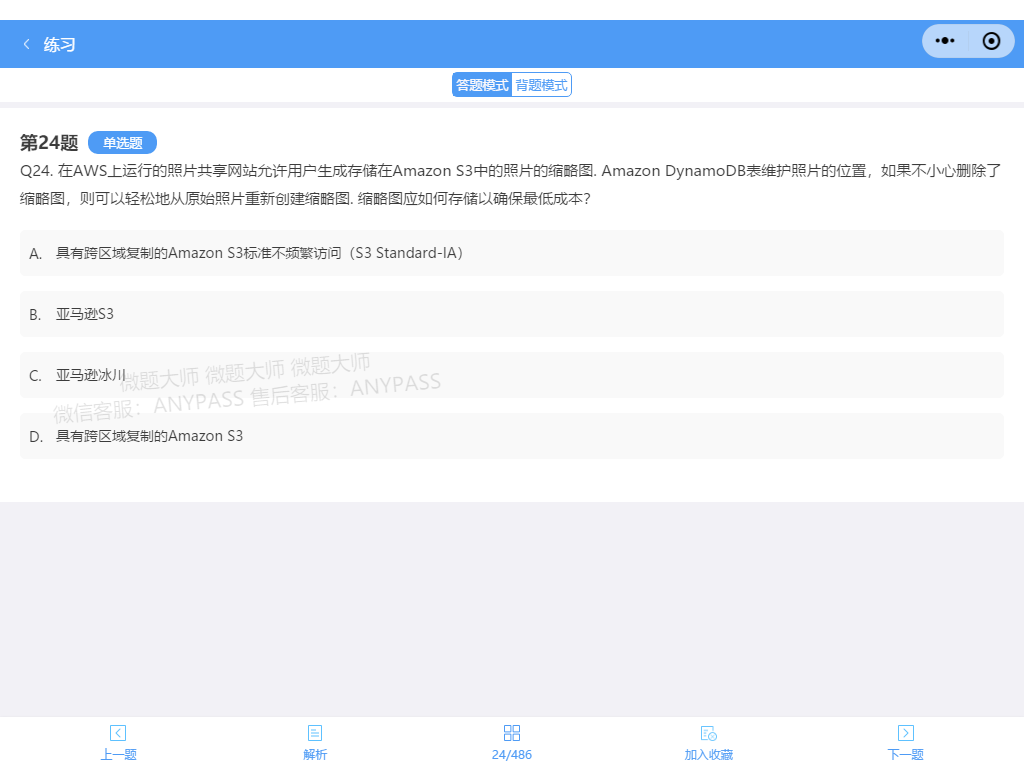 练习
答题模式 背题模式
第24题 单选题
Q24. 在AWS上运行的照片共享网站允许用户生成存储在Amazon S3中的照片的缩略图. Amazon DynamoDB表维护照片的位置，如果不小心删除了
缩略图，则可以轻松地从原始照片重新创建缩略图. 缩略图应如何存储以确保最低成本?
A. 具有跨区域复制的Amazon S3标准不频繁访问（S3 Standard-IA）
B. 亚马逊S3
C. 亚马逊冰川
微题大师 微题大师 微题大师
微信客服：ANYPASS 售后客服：ANYPASS
D. 具有跨区域复制的Amazon S3
上一题 解析 24/486 加入收藏 下一题